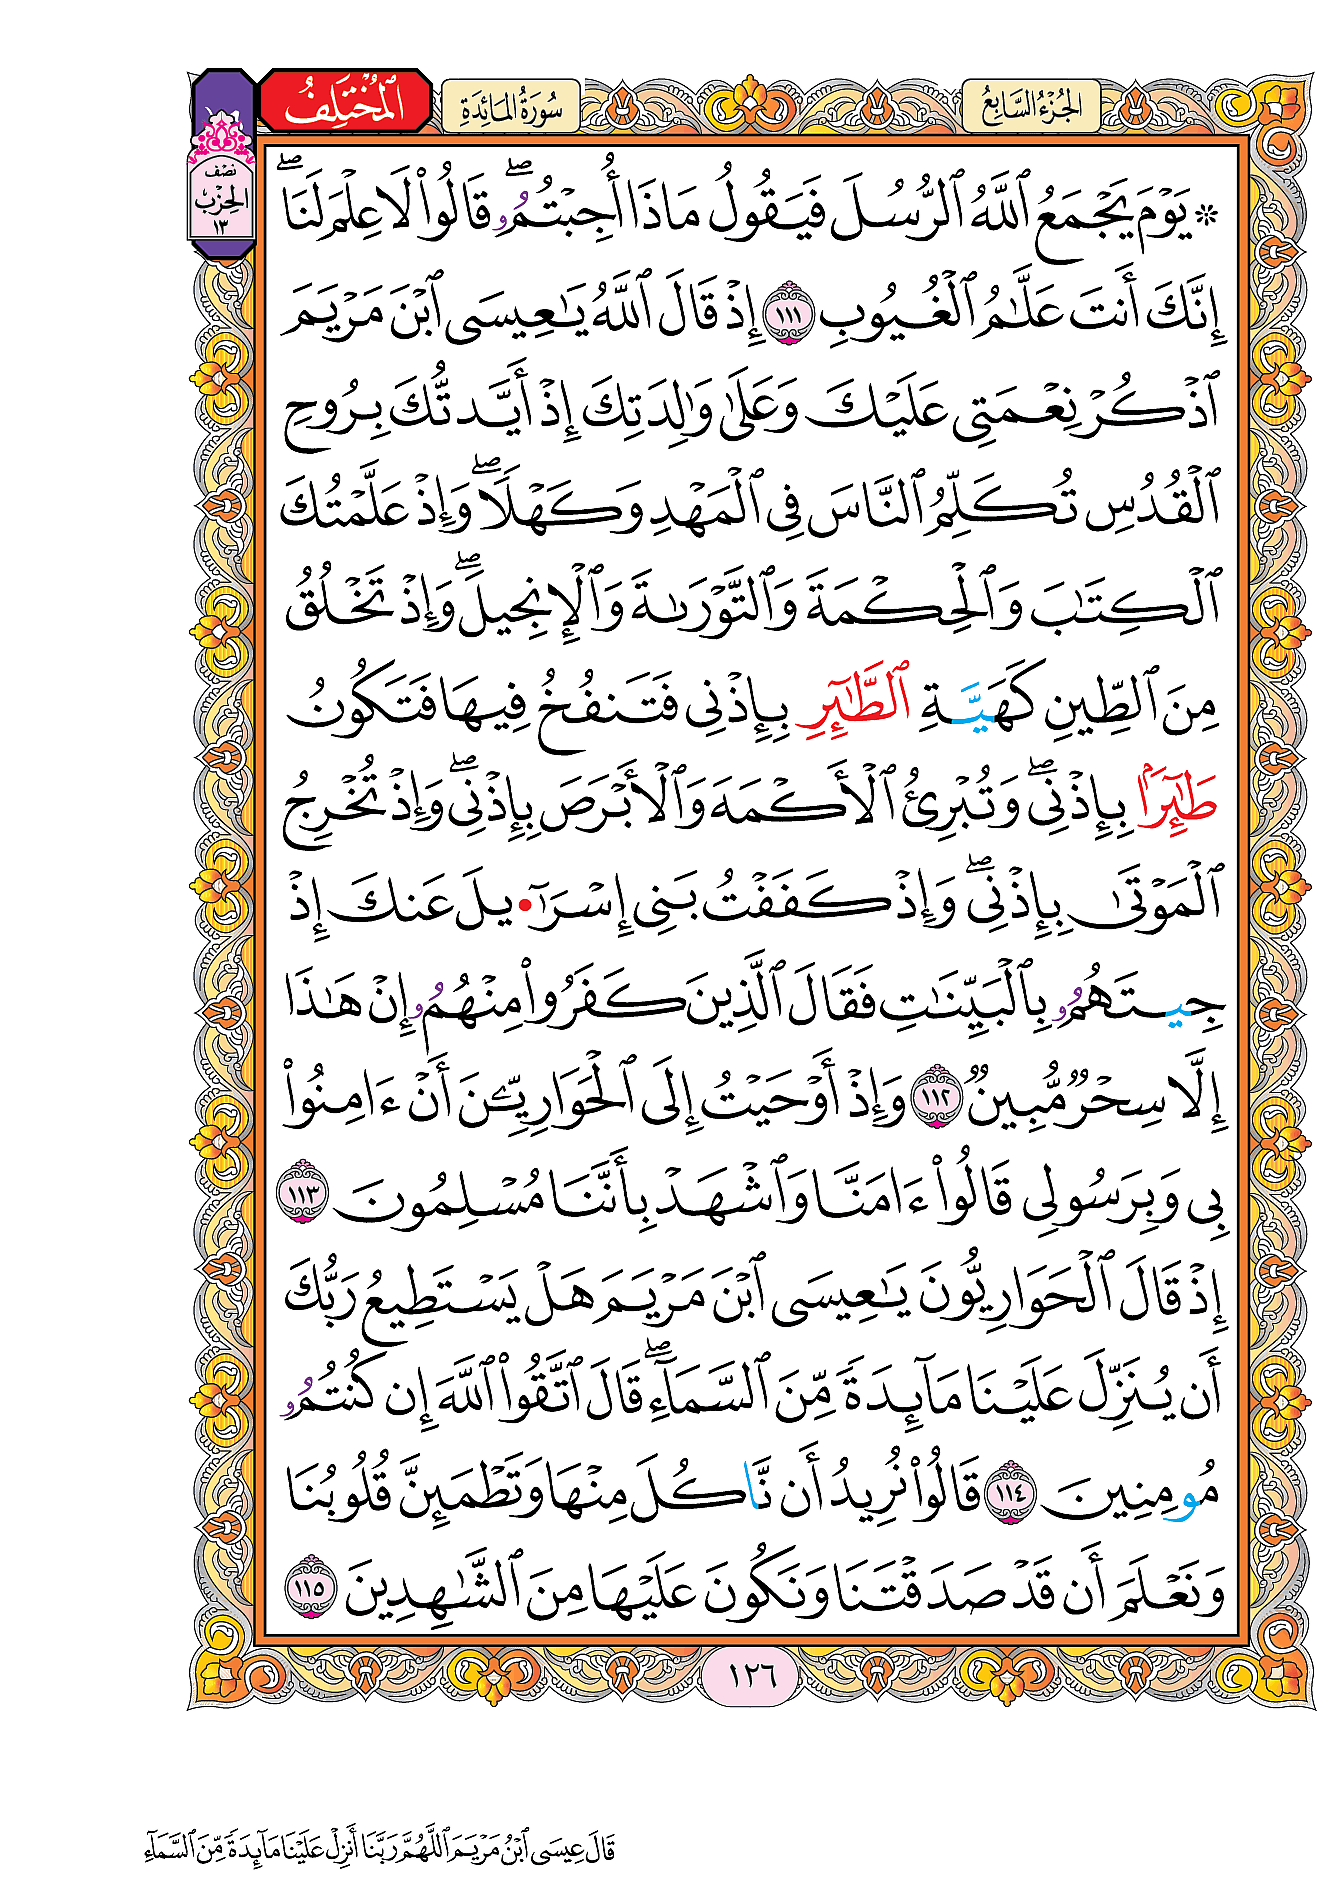 الجُزْءُ السَّابِعُ
سُورَةُ المَائِدَةِ
المُخْتَلِفُ
نصف
الحزب
١٣
۞ يَوْمَ يَجْمَعُ ٱللَّهُ ٱلرُّسُلَ فَيَقُولُ مَاذَا أُجِبْتُمُۥ ۖ قَالُوا۟ لَا عِلْمَ لَنَا ۖ
إِنَّكَ أَنتَ عَلَّٰمُ ٱلْغُيُوبِ ١١١ إِذْ قَالَ ٱللَّهُ يَٰعِيسَى ٱبْنَ مَرْيَمَ
ٱذْكُرْ نِعْمَتِى عَلَيْكَ وَعَلَىٰ وَٰلِدَتِكَ إِذْ أَيَّدتُّكَ بِرُوحِ
ٱلْقُدُسِ تُكَلِّمُ ٱلنَّاسَ فِى ٱلْمَهْدِ وَكَهْلًا ۖ وَإِذْ عَلَّمْتُكَ
ٱلْكِتَٰبَ وَٱلْحِكْمَةَ وَٱلتَّوْرَىٰةَ وَٱلْإِنجِيلَ ۖ وَإِذْ تَخْلُقُ
مِنَ ٱلطِّينِ كَهَيَّةِ ٱلطَّٰٓئِرِ بِإِذْنِى فَتَنفُخُ فِيهَا فَتَكُونُ
طَٰٓئِرًۢا بِإِذْنِى ۖ وَتُبْرِئُ ٱلْأَكْمَهَ وَٱلْأَبْرَصَ بِإِذْنِى ۖ وَإِذْ تُخْرِجُ
ٱلْمَوْتَىٰ بِإِذْنِى ۖ وَإِذْ كَفَفْتُ بَنِى إِسْرَآ•يلَ عَنكَ إِذْ
جِيتَهُمُۥ بِٱلْبَيِّنَٰتِ فَقَالَ ٱلَّذِينَ كَفَرُوا۟ مِنْهُمُۥ إِنْ هَٰذَا
إِلَّا سِحْرٌ مُّبِينٌ ١١٢ وَإِذْ أَوْحَيْتُ إِلَى ٱلْحَوَارِيِّۦنَ أَنْ ءَامِنُوا۟
بِى وَبِرَسُولِى قَالُوا۟ ءَامَنَّا وَٱشْهَدْ بِأَنَّنَا مُسْلِمُونَ ١١٣
إِذْ قَالَ ٱلْحَوَارِيُّونَ يَٰعِيسَى ٱبْنَ مَرْيَمَ هَلْ يَسْتَطِيعُ رَبُّكَ
أَن يُنَزِّلَ عَلَيْنَا مَآئِدَةً مِّنَ ٱلسَّمَآءِ ۖ قَالَ ٱتَّقُوا۟ ٱللَّهَ إِن كُنتُمُۥ
مُومِنِينَ ١١٤ قَالُوا۟ نُرِيدُ أَن نَّاكُلَ مِنْهَا وَتَطْمَئِنَّ قُلُوبُنَا
وَنَعْلَمَ أَن قَدْ صَدَقْتَنَا وَنَكُونَ عَلَيْهَا مِنَ ٱلشَّٰهِدِينَ ١١٥
١٢٦
قَالَ عِيسَى ٱبْنُ مَرْيَمَ ٱللَّهُمَّ رَبَّنَا أَنزِلْ عَلَيْنَا مَآئِدَةً مِّنَ ٱلسَّمَآءِ